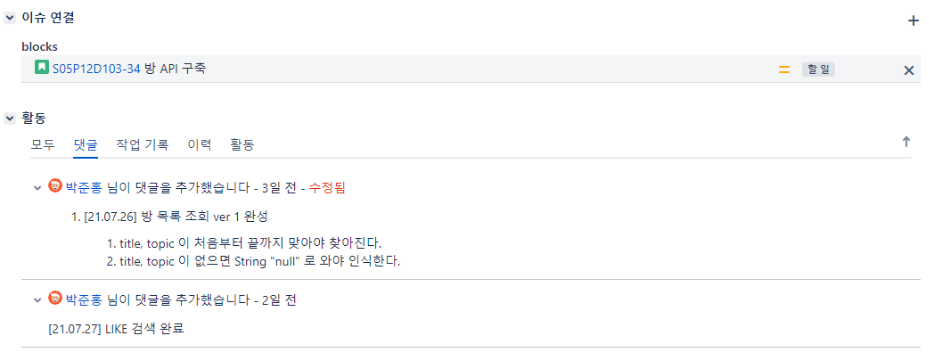 이슈 연결
blocks
S05P12D103-34 방 API 구축
할 일
활동
모두 댓글 작업 기록 이력 활동
박준홍 님이 댓글을 추가했습니다 - 3일 전 - 수정됨
1. [21.07.26] 방 목록 조회 ver 1 완성
1. title, topic 이 처음부터 끝까지 맞아야 찾아진다.
2. title, topic 이 없으면 String "null" 로 와야 인식한다.
박준홍 님이 댓글을 추가했습니다 - 2일 전
[21.07.27] LIKE 검색 완료